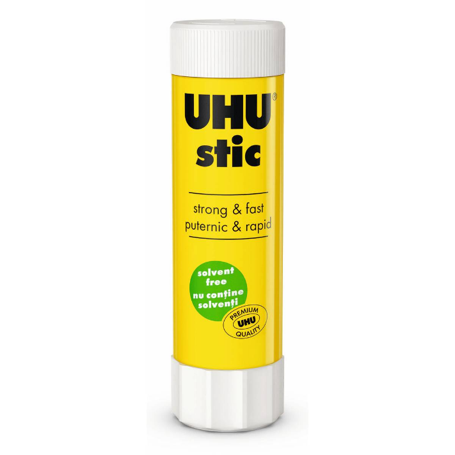 UHU®
stic
strong & fast
puternic & rapid
solvent
free
nu conține
solvenți
PREMIUM
UHU
QUALITY